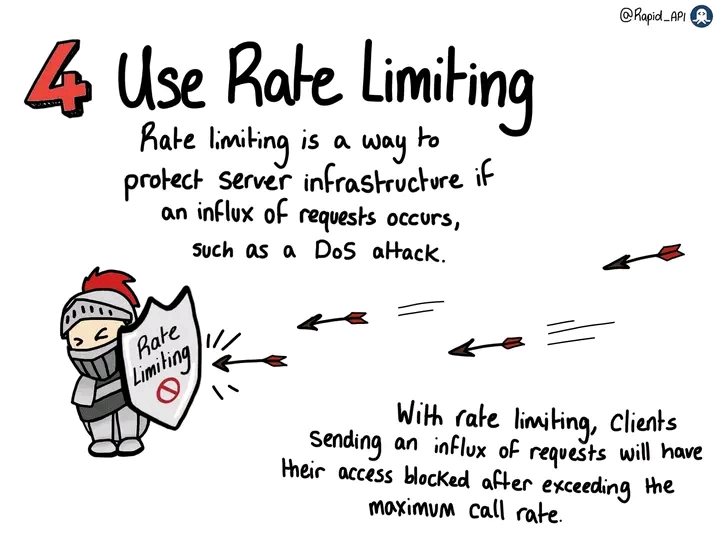 @Rapid_API
4 Use Rate Limiting
Rate limiting is a way to
protect server infrastructure if
an influx of requests occurs,
such as a DoS attack.
Rate
Limiting
With rate limiting, Clients
sending an influx of requests will have
their access blocked after exceeding the
maximum call rate.